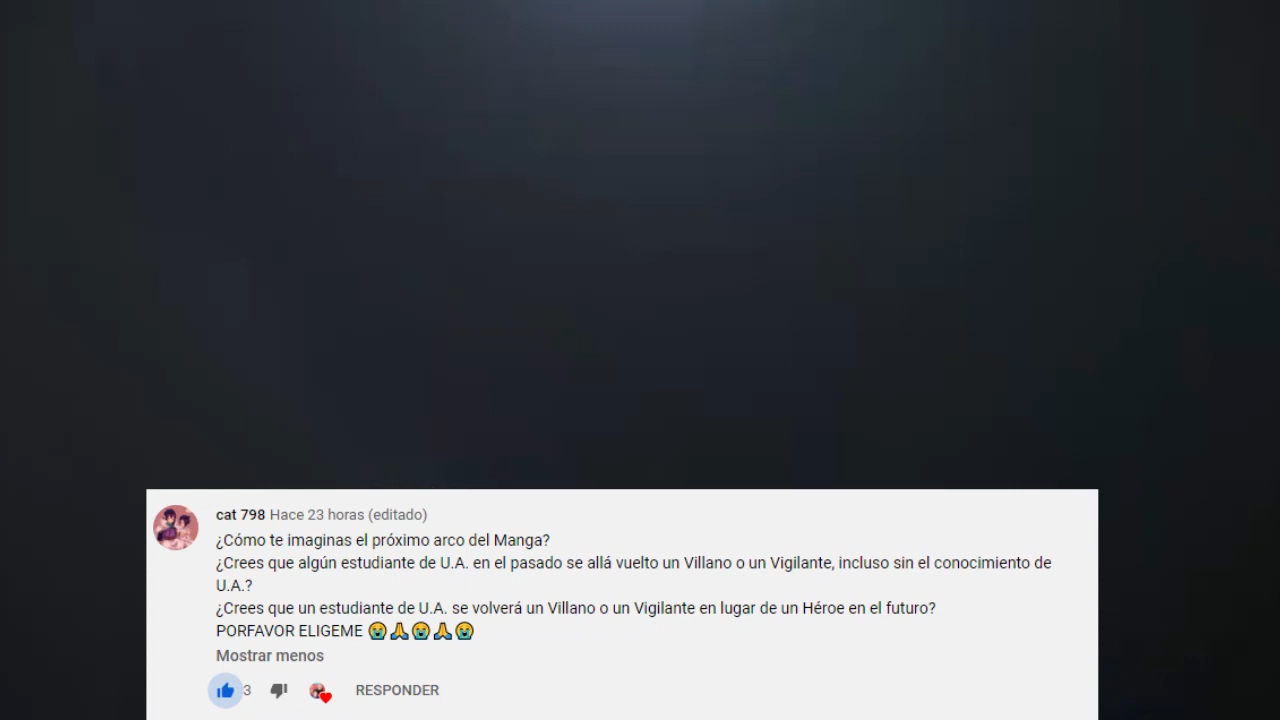 cat 798 Hace 23 horas (editado)
¿Cómo te imaginas el próximo arco del Manga?
¿Crees que algún estudiante de U.A. en el pasado se allá vuelto un Villano o un Vigilante, incluso sin el conocimiento de
U.A.?
¿Crees que un estudiante de U.A. se volverá un Villano o un Vigilante en lugar de un Héroe en el futuro?
PORFAVOR ELIGEME 😭🙏😭🙏😭
Mostrar menos
3 RESPONDER